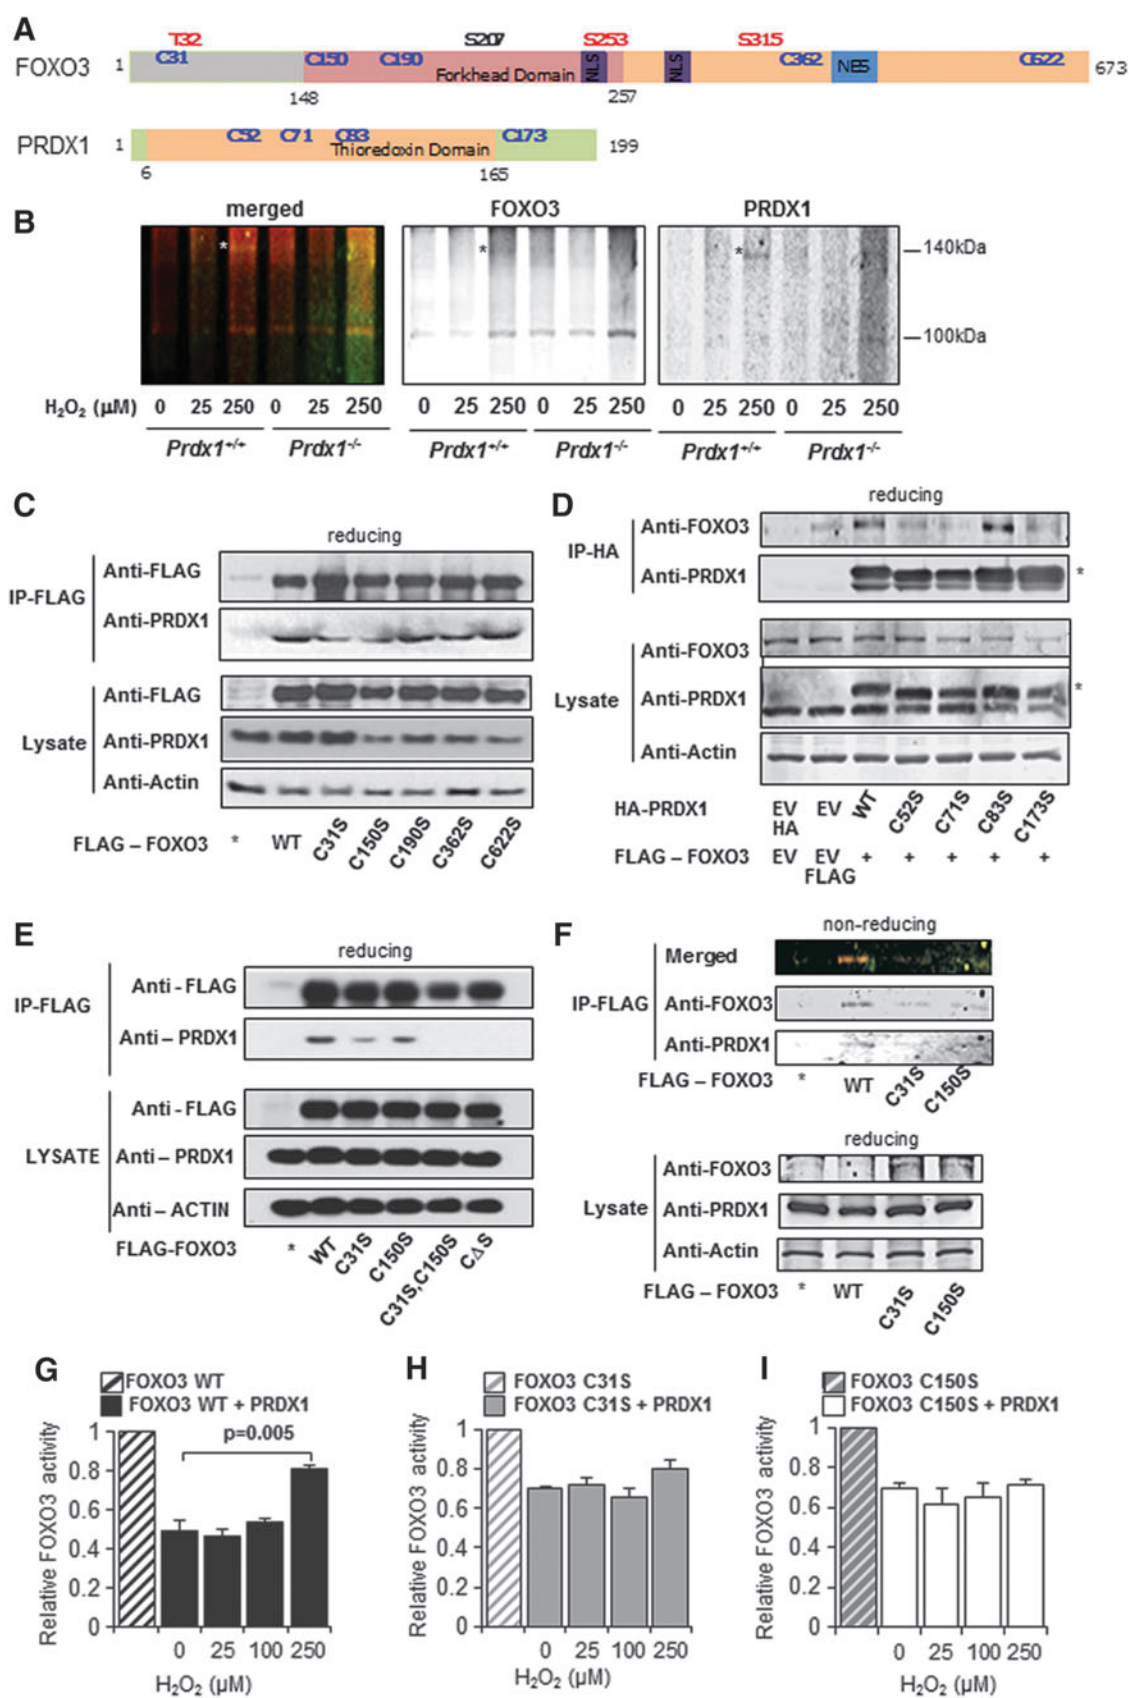 A
T32 S207 S253 S315
C31 C150 C190 C362 C622
FOXO3 1 Forkhead Domain NLS NLS NES 673
148 257
C52 C71 C83 C173
PRDX1 1 Thioredoxin Domain 199
6 165
B
merged FOXO3 PRDX1
* * *
140kDa
100kDa
H₂O₂ (µM) 0 25 250 0 25 250 0 25 250 0 25 250 0 25 250 0 25 250
Prdx1+/+ Prdx1-/- Prdx1+/+ Prdx1-/- Prdx1+/+ Prdx1-/-
C
reducing
IP-FLAG
Anti-FLAG
Anti-PRDX1
Lysate
Anti-FLAG
Anti-PRDX1
Anti-Actin
FLAG – FOXO3 * WT C31S C150S C190S C362S C622S
D
reducing
IP-HA
Anti-FOXO3
Anti-PRDX1 *
Lysate
Anti-FOXO3
Anti-PRDX1 *
Anti-Actin
HA-PRDX1 EV HA EV WT C52S C71S C83S C173S
FLAG – FOXO3 EV EV FLAG + + + + +
E
reducing
IP-FLAG
Anti-FLAG
Anti–PRDX1
LYSATE
Anti-FLAG
Anti–PRDX1
Anti–ACTIN
FLAG-FOXO3 * WT C31S C150S C31S,C150S CΔS
F
non-reducing
Merged
IP-FLAG
Anti-FOXO3
Anti-PRDX1
FLAG – FOXO3 * WT C31S C150S
reducing
Anti-FOXO3
Lysate
Anti-PRDX1
Anti-Actin
FLAG – FOXO3 * WT C31S C150S
G
FOXO3 WT
FOXO3 WT + PRDX1
Relative FOXO3 activity
p=0.005
1
0.8
0.6
0.4
0.2
0
0 25 100 250
H₂O₂ (µM)
H
FOXO3 C31S
FOXO3 C31S + PRDX1
Relative FOXO3 activity
1
0.8
0.6
0.4
0.2
0
0 25 100 250
H₂O₂ (µM)
I
FOXO3 C150S
FOXO3 C150S + PRDX1
Relative FOXO3 activity
1
0.8
0.6
0.4
0.2
0
0 25 100 250
H₂O₂ (µM)